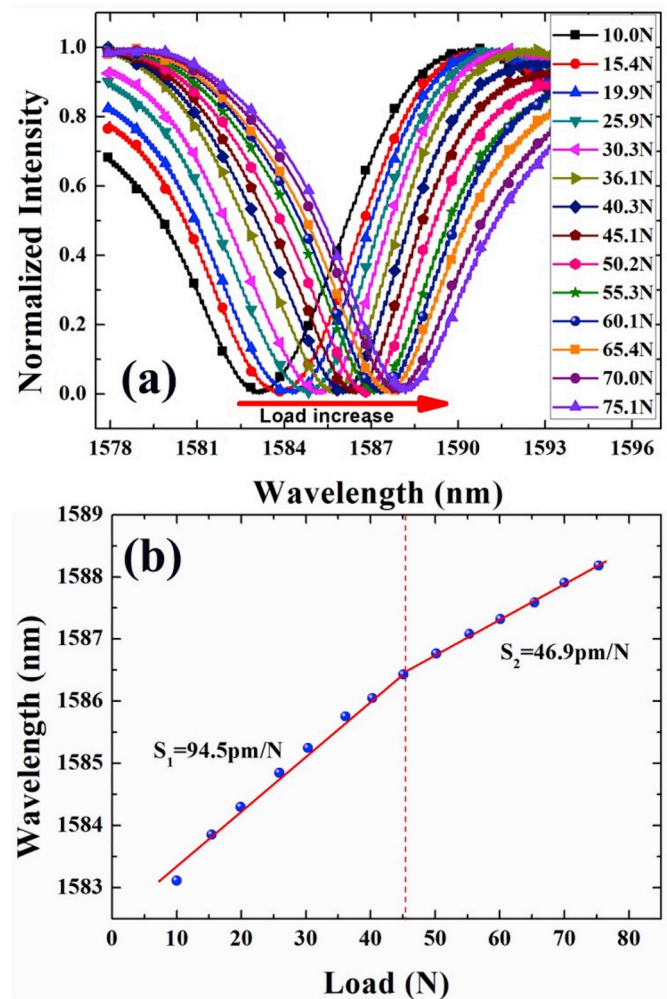 1.0
0.8
0.6
0.4
0.2
0.0
Normalized Intensity
10.0N
15.4N
19.9N
25.9N
30.3N
36.1N
40.3N
45.1N
50.2N
55.3N
60.1N
65.4N
70.0N
75.1N
(a)
Load increase
1578 1581 1584 1587 1590 1593 1596
Wavelength (nm)
1589
1588
1587
1586
1585
1584
1583
Wavelength (nm)
(b)
S2=46.9pm/N
S1=94.5pm/N
0 10 20 30 40 50 60 70 80
Load (N)